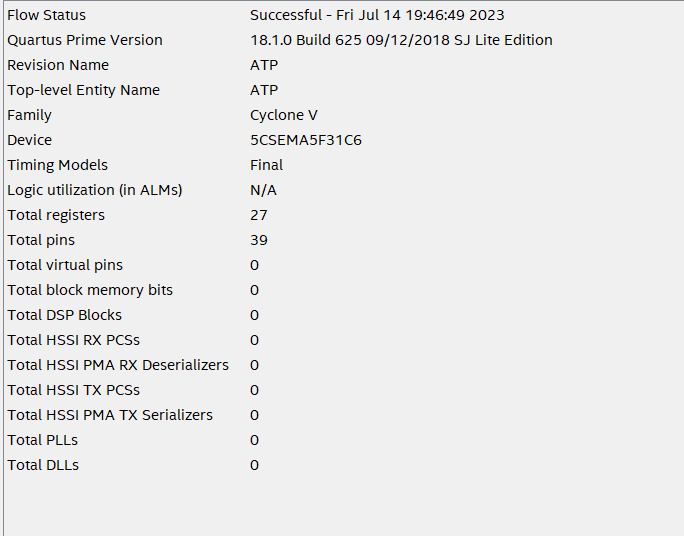 Flow Status Successful - Fri Jul 14 19:46:49 2023
Quartus Prime Version 18.1.0 Build 625 09/12/2018 SJ Lite Edition
Revision Name ATP
Top-level Entity Name ATP
Family Cyclone V
Device 5CSEMA5F31C6
Timing Models Final
Logic utilization (in ALMs) N/A
Total registers 27
Total pins 39
Total virtual pins 0
Total block memory bits 0
Total DSP Blocks 0
Total HSSI RX PCSs 0
Total HSSI PMA RX Deserializers 0
Total HSSI TX PCSs 0
Total HSSI PMA TX Serializers 0
Total PLLs 0
Total DLLs 0